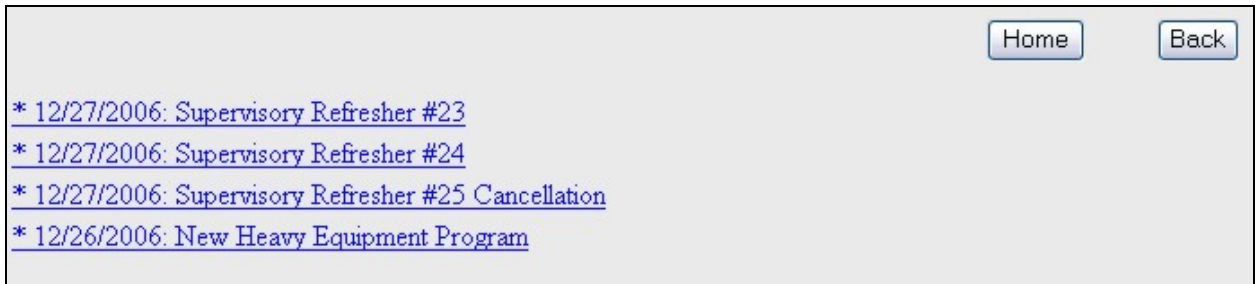 Home Back
* 12/27/2006: Supervisory Refresher #23
* 12/27/2006: Supervisory Refresher #24
* 12/27/2006: Supervisory Refresher #25 Cancellation
* 12/26/2006: New Heavy Equipment Program